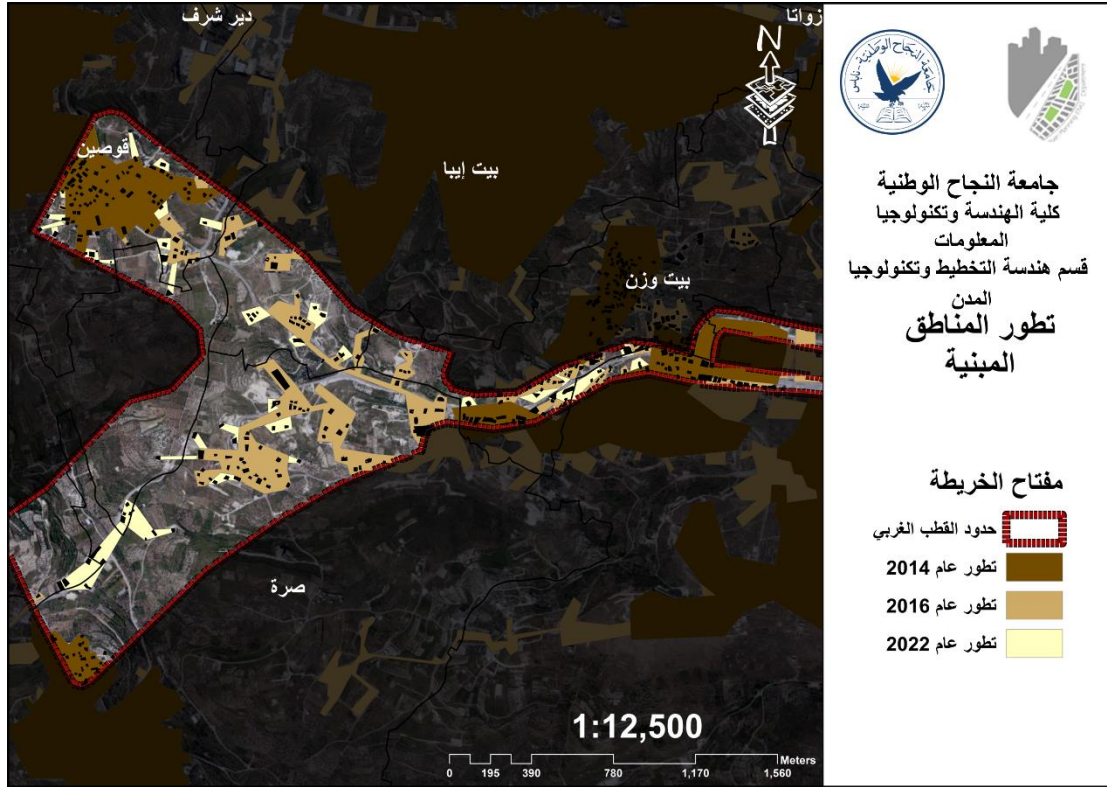 دير شرف
زواتا
N
قوصين
بيت إيبا
بيت وزن
صرة
1:12,500
Meters
0 195 390 780 1,170 1,560
جامعة النجاح الوطنية
كلية الهندسة وتكنولوجيا
المعلومات
قسم هندسة التخطيط وتكنولوجيا
المدن
تطور المناطق
المبنية
مفتاح الخريطة
حدود القطب الغربي
تطور عام 2014
تطور عام 2016
تطور عام 2022